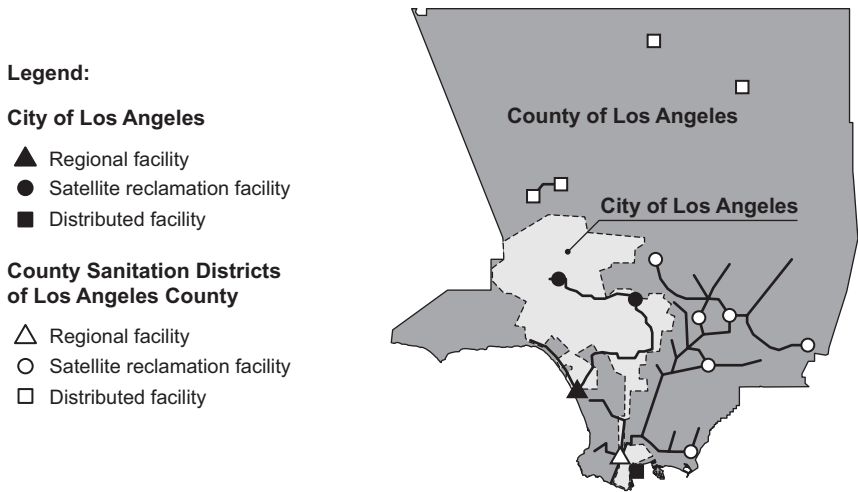 Legend:
City of Los Angeles
Regional facility
Satellite reclamation facility
Distributed facility
County Sanitation Districts
of Los Angeles County
Regional facility
Satellite reclamation facility
Distributed facility
County of Los Angeles
City of Los Angeles